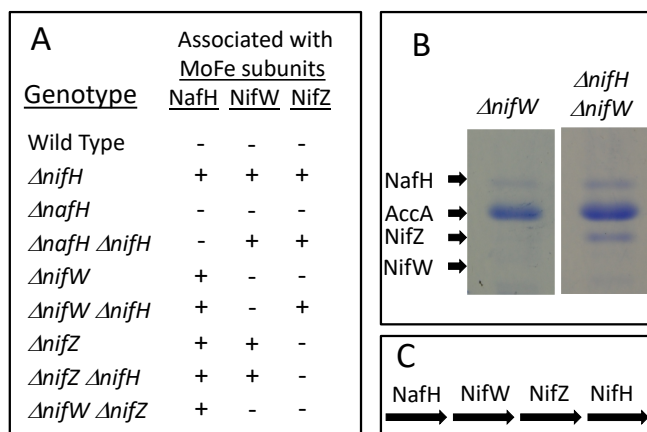 A
Associated with
MoFe subunits
Genotype NafH NifW NifZ
Wild Type - - -
ΔnifH + + +
ΔnafH - - -
ΔnafH ΔnifH - + +
ΔnifW + - -
ΔnifW ΔnifH + - +
ΔnifZ + + -
ΔnifZ ΔnifH + + -
ΔnifW ΔnifZ + - -
B
ΔnifW ΔnifH
ΔnifW
NafH
AccA
NifZ
NifW
C
NafH NifW NifZ NifH